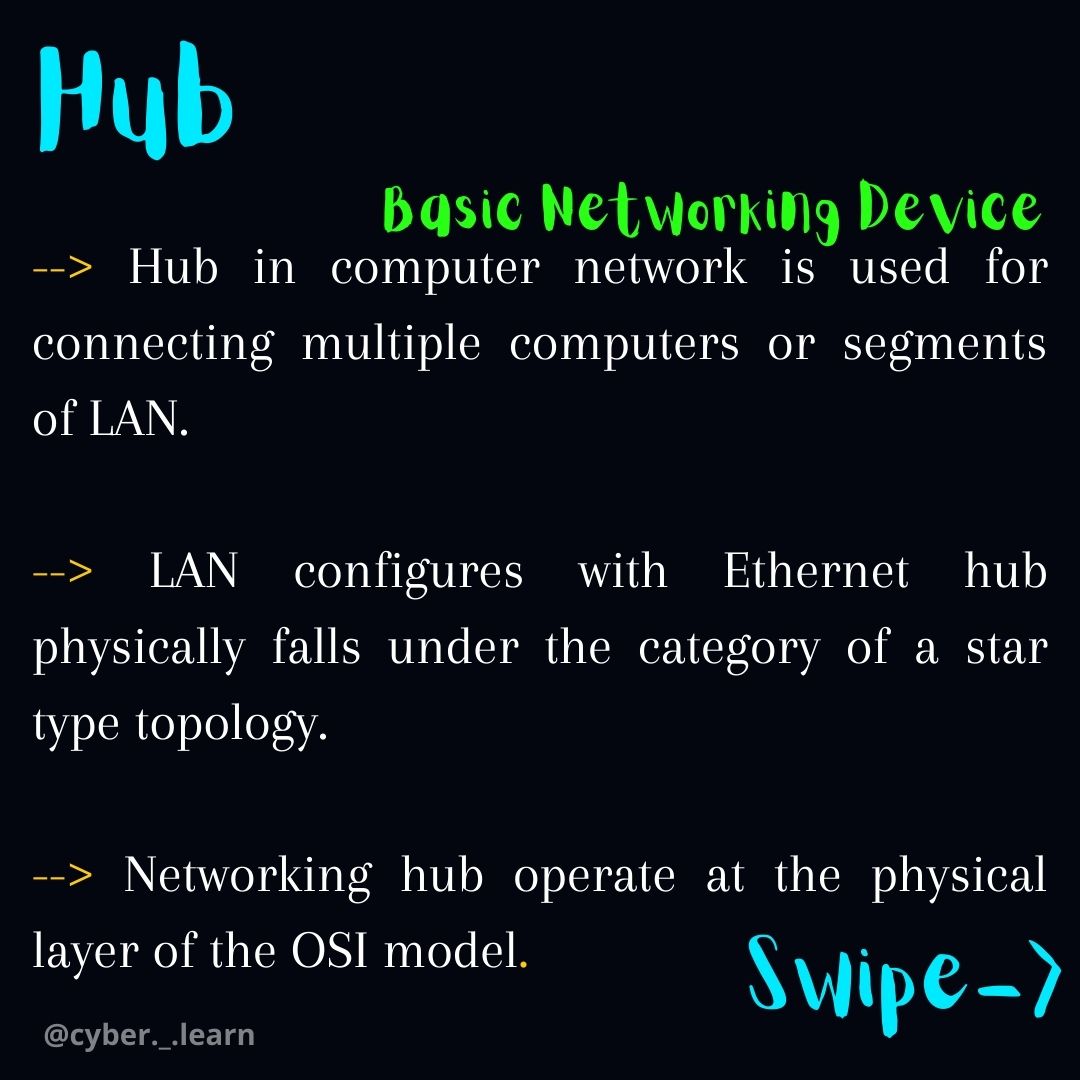 Hub
Basic Networking Device
--> Hub in computer network is used for
connecting multiple computers or segments
of LAN.
--> LAN configures with Ethernet hub
physically falls under the category of a star
type topology.
--> Networking hub operate at the physical
layer of the OSI model.
Swipe->
@cyber._.learn